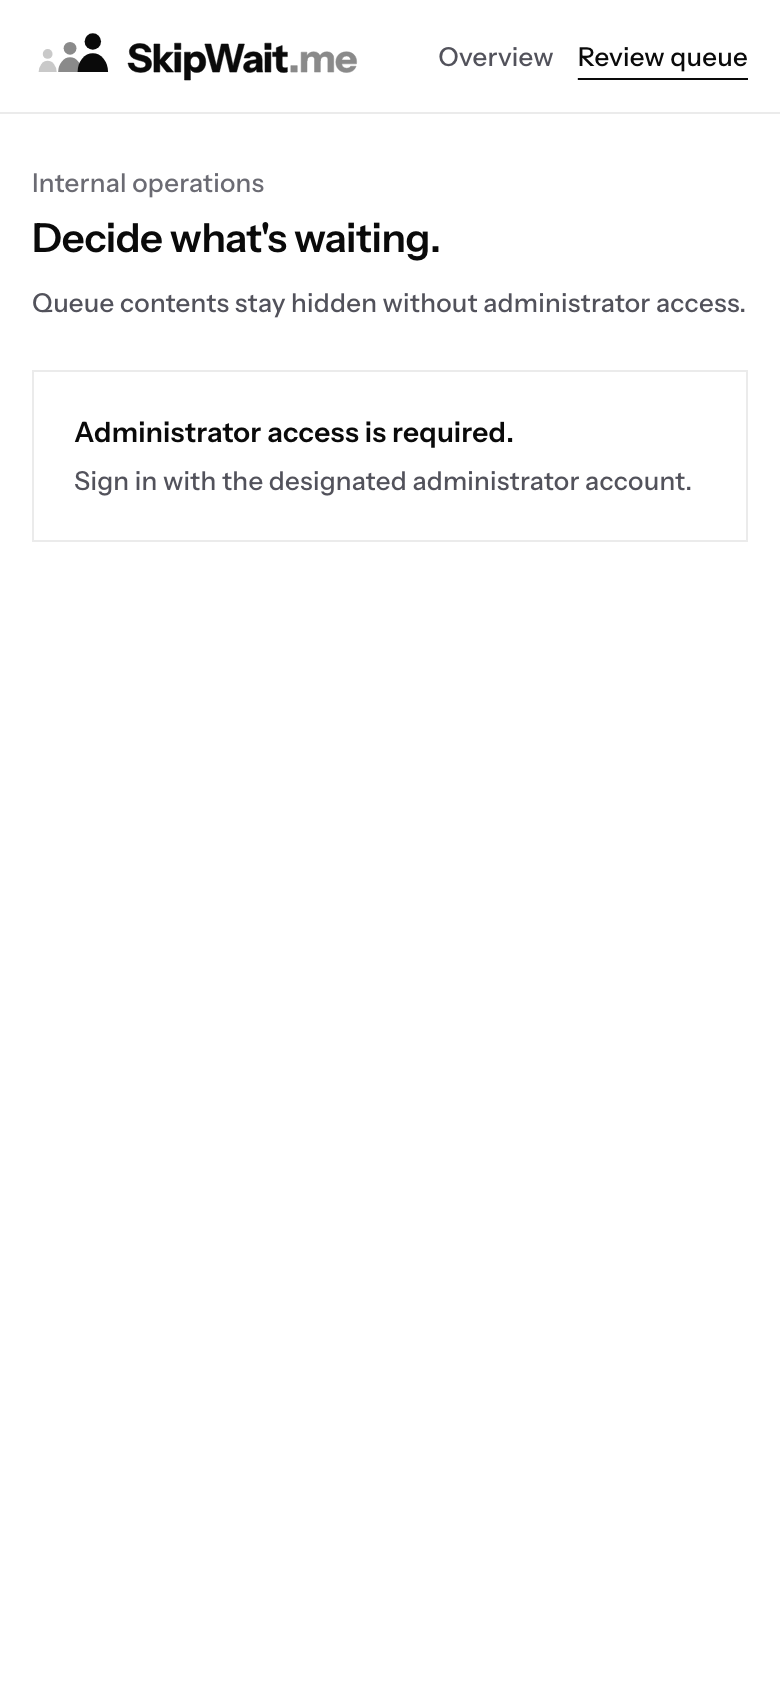 SkipWait.me
Overview
Review queue
Internal operations
Decide what's waiting.
Queue contents stay hidden without administrator access.
Administrator access is required.
Sign in with the designated administrator account.